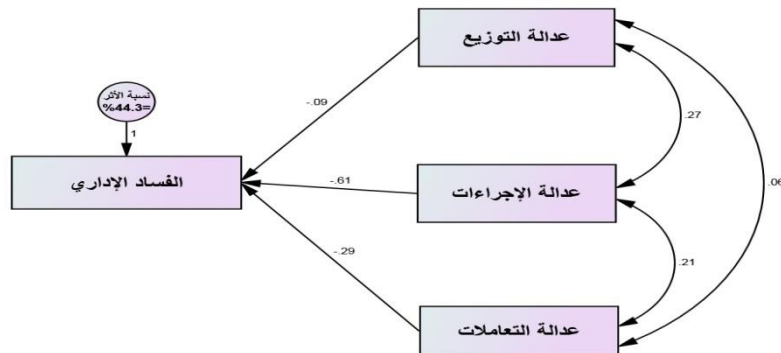 عدالة التوزيع
نسبة الأثر
%44.3=
-.09
.27
1
الفساد الإداري
-.61
عدالة الإجراءات
.06
-.29
.21
عدالة التعاملات